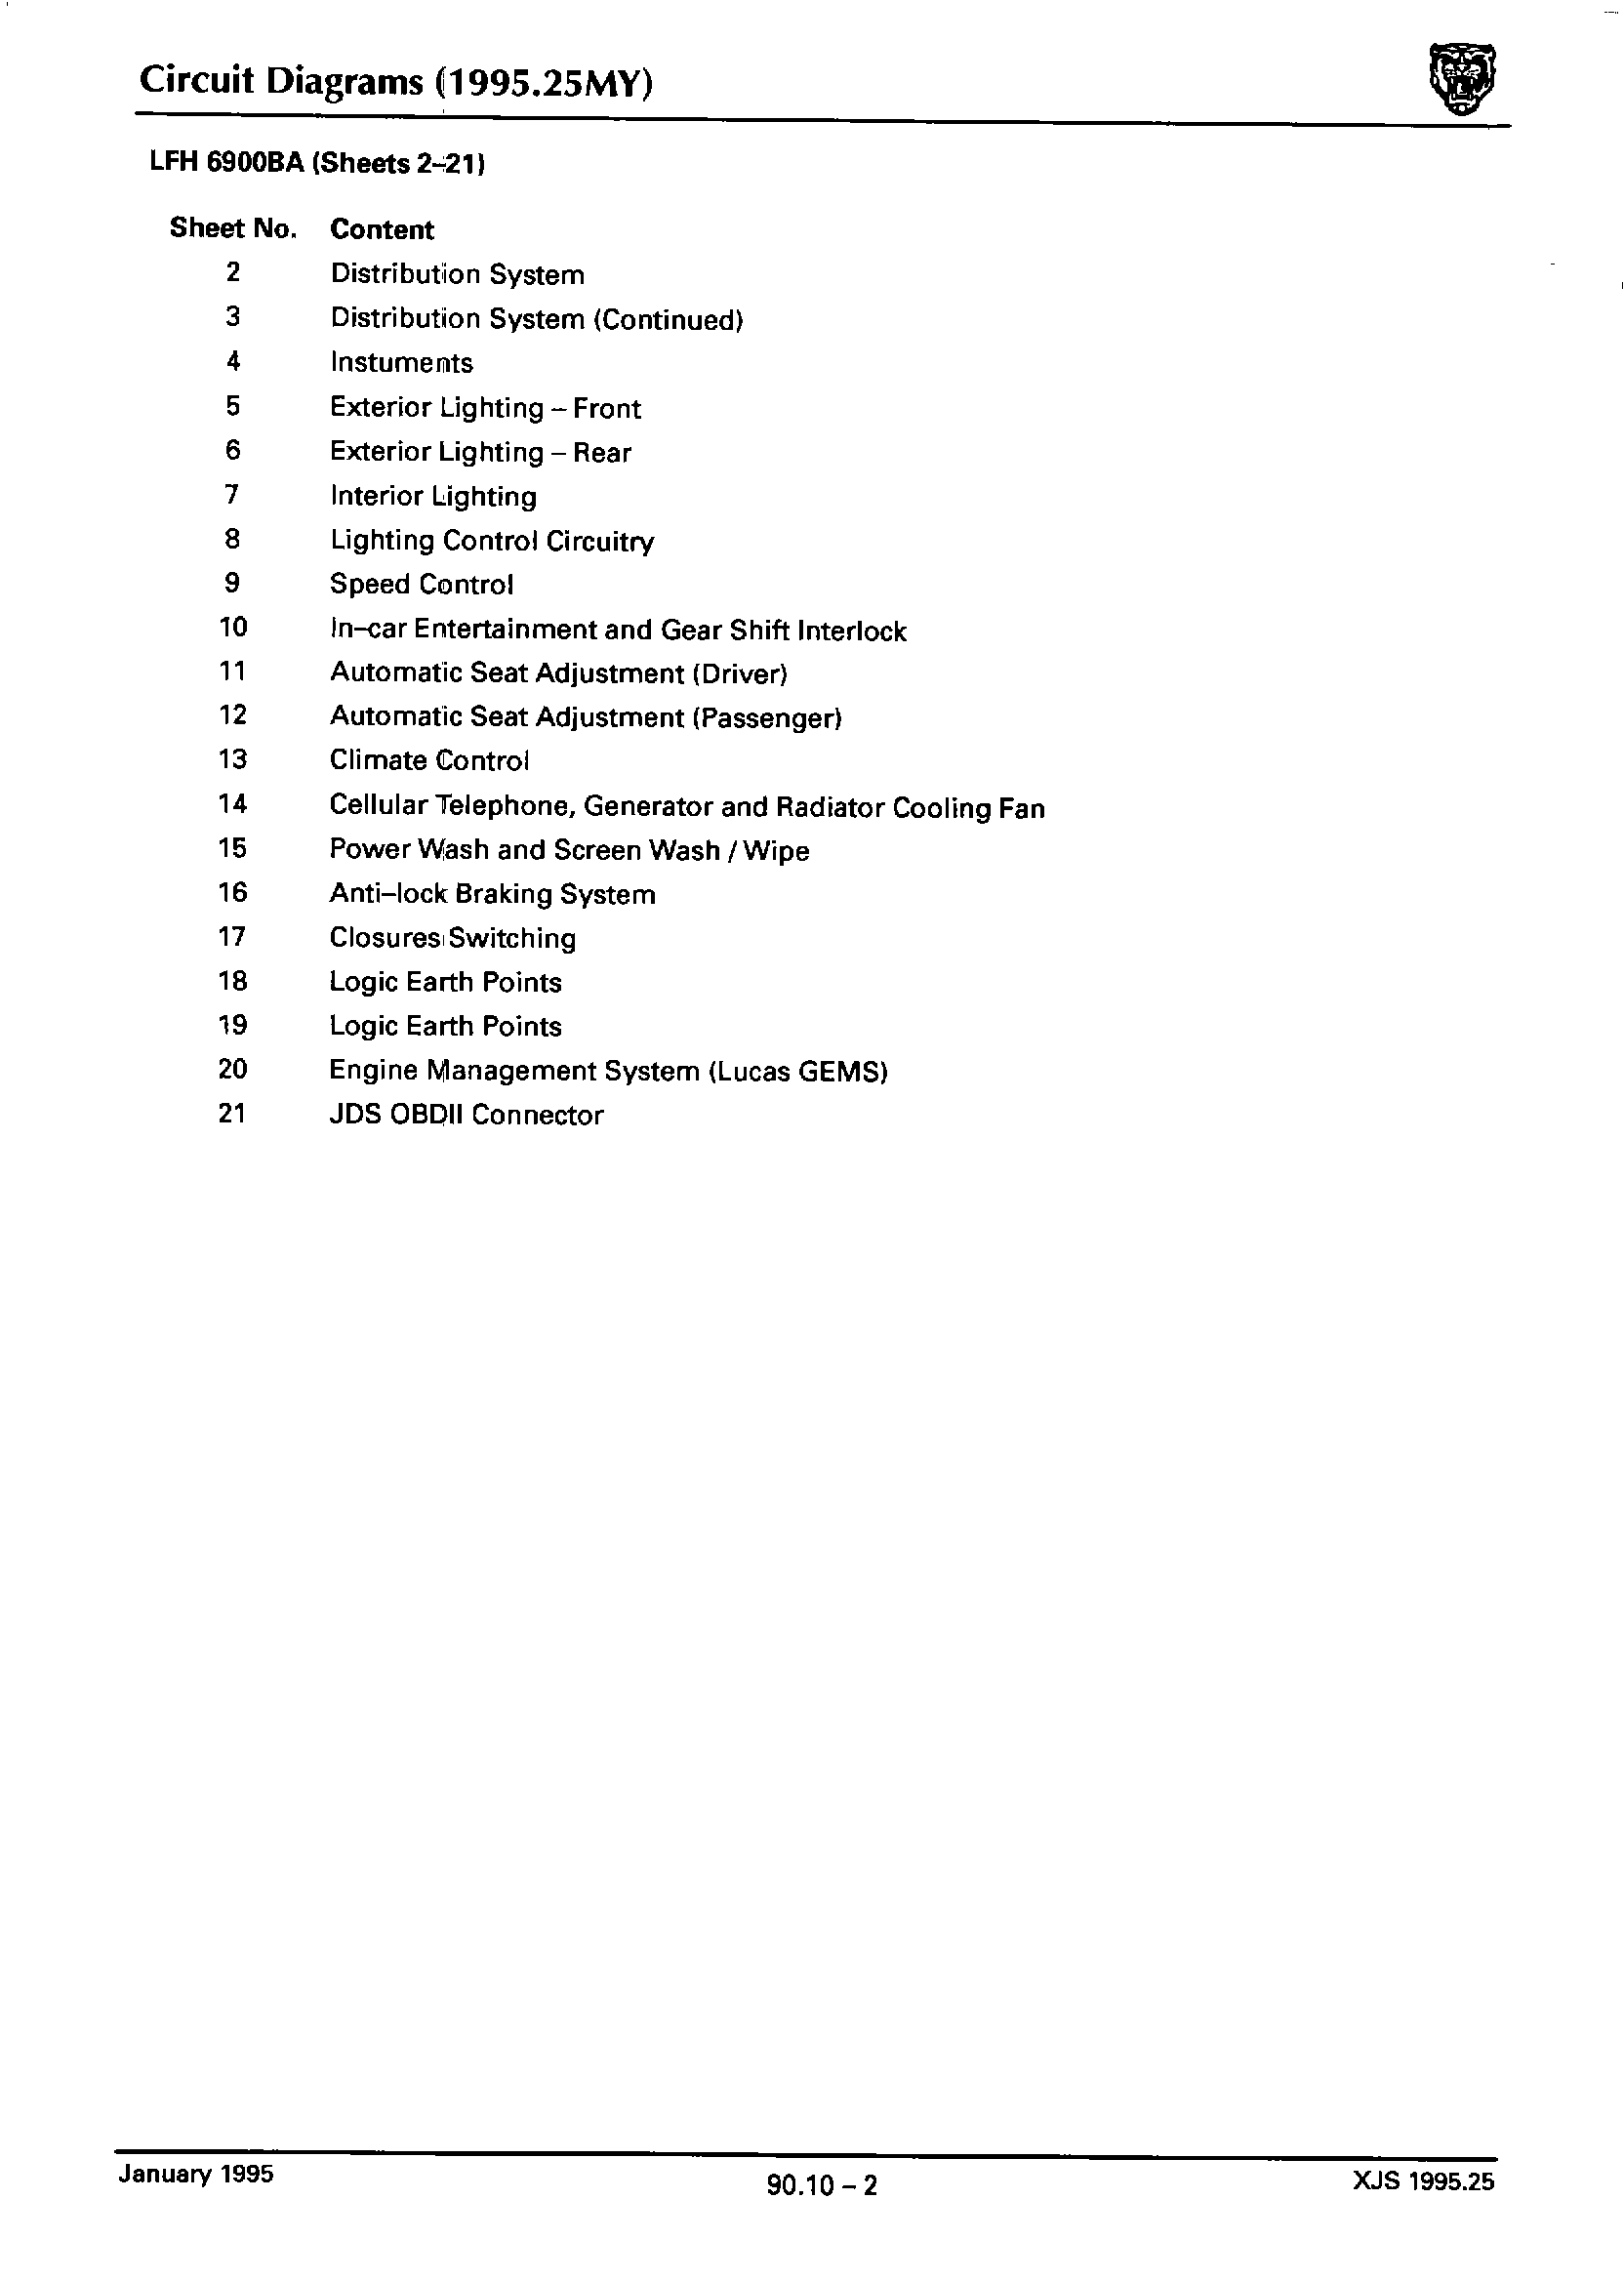 Circuit Diagrams (1995.25MY)
LFH 6900BA (Sheets 2–21)
Sheet No. Content
2 Distribution System
3 Distribution System (Continued)
4 Instuments
5 Exterior Lighting – Front
6 Exterior Lighting – Rear
7 Interior Lighting
8 Lighting Control Circuitry
9 Speed Control
10 In–car Entertainment and Gear Shift Interlock
11 Automatic Seat Adjustment (Driver)
12 Automatic Seat Adjustment (Passenger)
13 Climate Control
14 Cellular Telephone, Generator and Radiator Cooling Fan
15 Power Wash and Screen Wash / Wipe
16 Anti–lock Braking System
17 Closures Switching
18 Logic Earth Points
19 Logic Earth Points
20 Engine Management System (Lucas GEMS)
21 JDS OBDII Connector
January 1995
90.10 – 2
XJS 1995.25